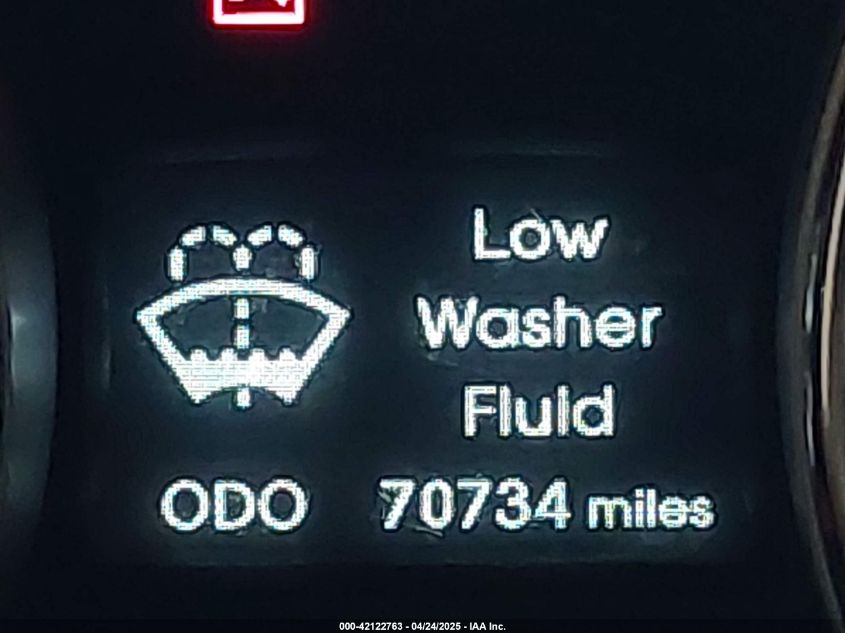 Low
Washer
Fluid
ODO 70734 miles
000-42122763 - 04/24/2025 - IAA Inc.